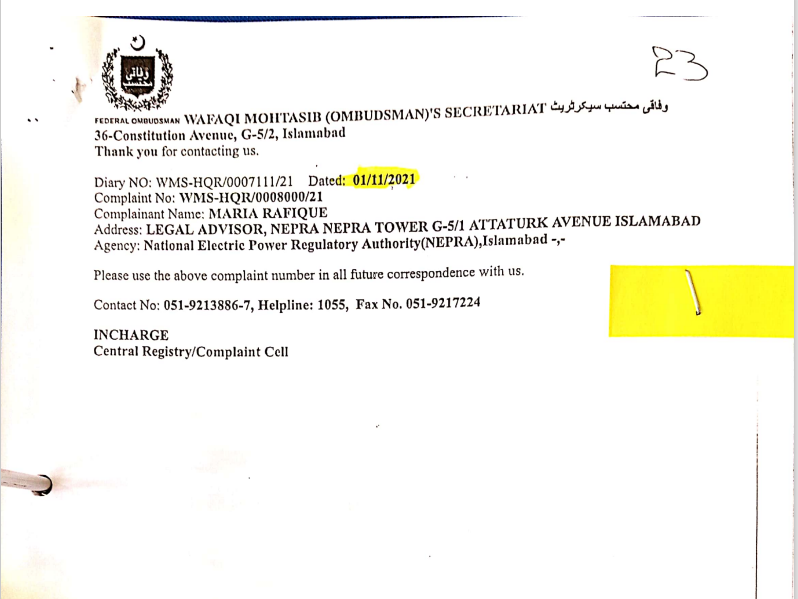 23
وفاقی
محتسب
FEDERAL OMBUDSMAN WAFAQI MOHTASIB (OMBUDSMAN)'S SECRETARIAT وفاقی محتسب سیکرٹریٹ
36-Constitution Avenue, G-5/2, Islamabad
Thank you for contacting us.
Diary NO: WMS-HQR/0007111/21 Dated: 01/11/2021
Complaint No: WMS-HQR/0008000/21
Complainant Name: MARIA RAFIQUE
Address: LEGAL ADVISOR, NEPRA NEPRA TOWER G-5/1 ATTATURK AVENUE ISLAMABAD
Agency: National Electric Power Regulatory Authority(NEPRA),Islamabad -,-
Please use the above complaint number in all future correspondence with us.
Contact No: 051-9213886-7, Helpline: 1055, Fax No. 051-9217224
INCHARGE
Central Registry/Complaint Cell